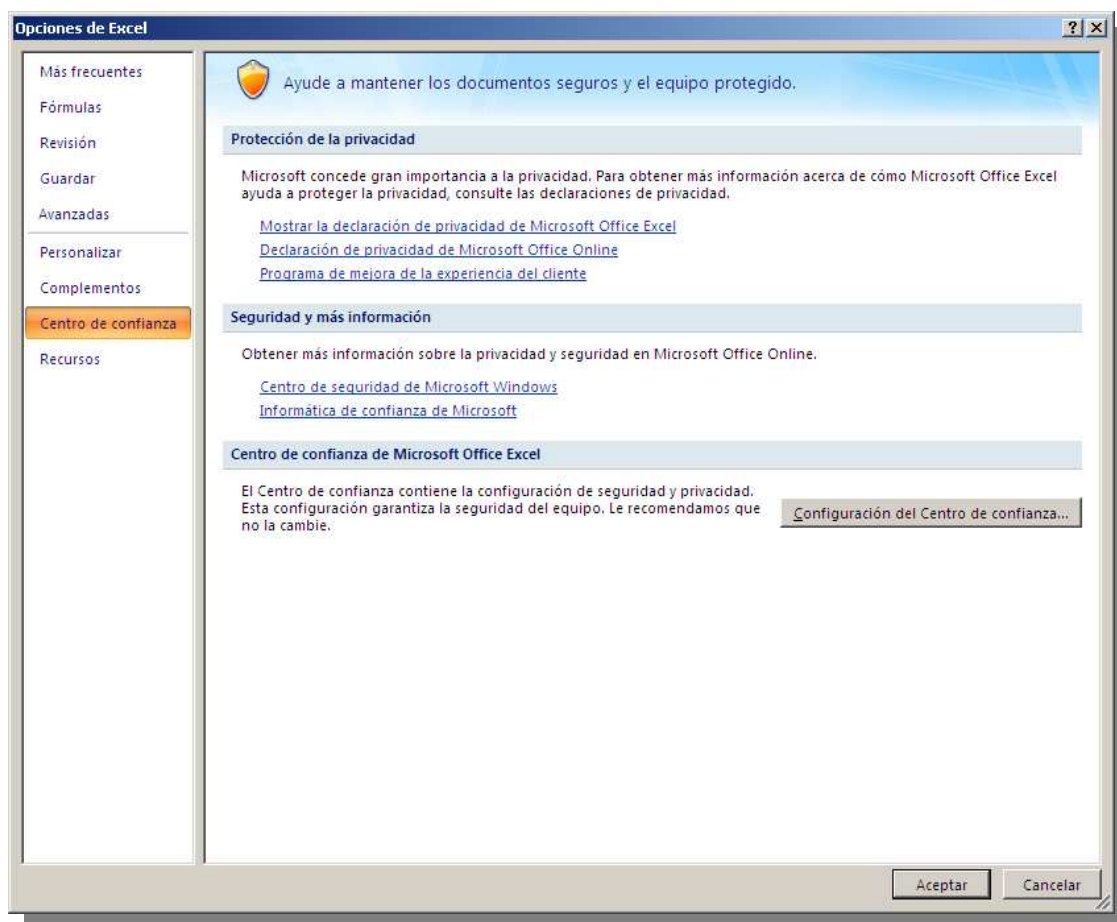 Opciones de Excel
Más frecuentes
Fórmulas
Revisión
Guardar
Avanzadas
Personalizar
Complementos
Centro de confianza
Recursos
Ayude a mantener los documentos seguros y el equipo protegido.
Protección de la privacidad
Microsoft concede gran importancia a la privacidad. Para obtener más información acerca de cómo Microsoft Office Excel
ayuda a proteger la privacidad, consulte las declaraciones de privacidad.
Mostrar la declaración de privacidad de Microsoft Office Excel
Declaración de privacidad de Microsoft Office Online
Programa de mejora de la experiencia del cliente
Seguridad y más información
Obtener más información sobre la privacidad y seguridad en Microsoft Office Online.
Centro de seguridad de Microsoft Windows
Informática de confianza de Microsoft
Centro de confianza de Microsoft Office Excel
El Centro de confianza contiene la configuración de seguridad y privacidad.
Esta configuración garantiza la seguridad del equipo. Le recomendamos que
no la cambie.
Configuración del Centro de confianza...
Aceptar
Cancelar